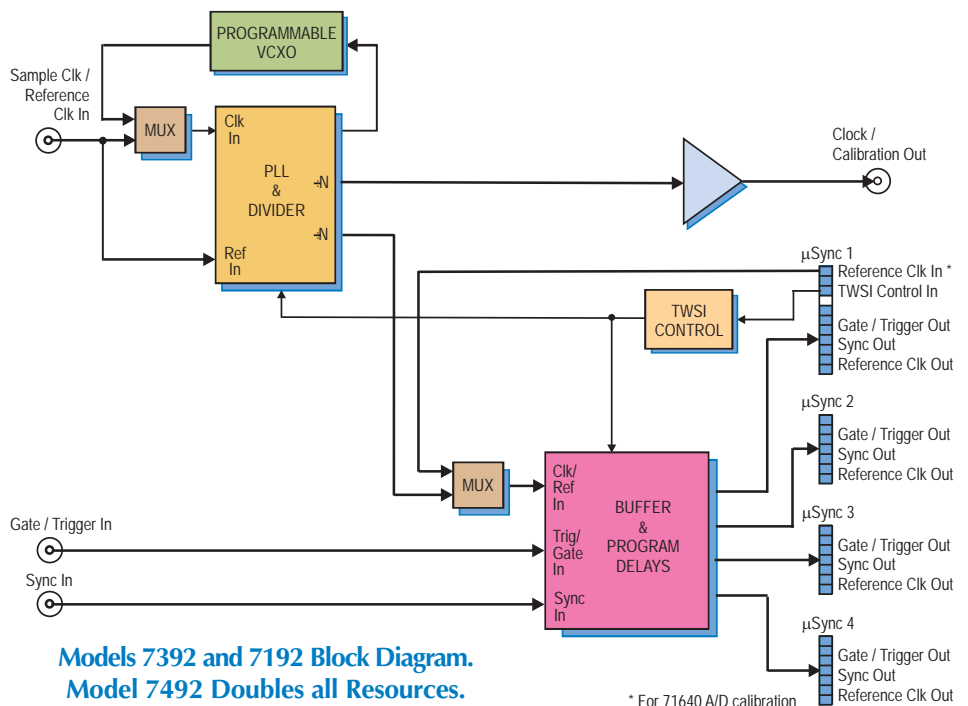 PROGRAMMABLE
VCXO
Sample Clk /
Reference
Clk In
MUX
Clk
In
PLL
&
DIVIDER
÷N
÷N
Ref
In
Clock /
Calibration Out
TWSI
CONTROL
μSync 1
Reference Clk In *
TWSI Control In
Gate / Trigger Out
Sync Out
Reference Clk Out
μSync 2
Gate / Trigger Out
Sync Out
Reference Clk Out
MUX
Clk/
Ref
In
Trig/
Gate
In
Sync
In
BUFFER
&
PROGRAM
DELAYS
Gate / Trigger In
Sync In
μSync 3
Gate / Trigger Out
Sync Out
Reference Clk Out
μSync 4
Gate / Trigger Out
Sync Out
Reference Clk Out
Models 7392 and 7192 Block Diagram.
Model 7492 Doubles all Resources.
* For 71640 A/D calibration